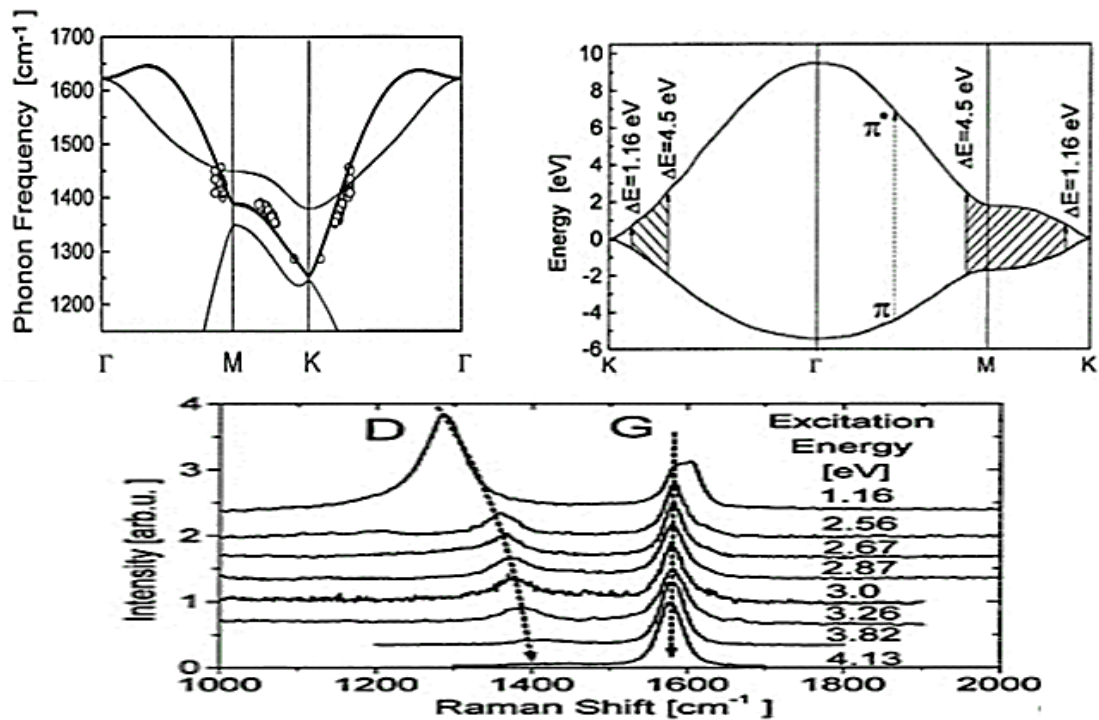 Phonon Frequency [cm⁻¹]
1700
1600
1500
1400
1300
1200
Γ
M
K
Γ
Energy [eV]
10
8
6
4
2
0
-2
-4
-6
ΔE=1.16 eV
ΔE=4.5 eV
π*
π
ΔE=4.5 eV
ΔE=1.16 eV
K
Γ
M
K
Intensity [arb.u.]
4
3
2
1
0
D
G
Excitation
Energy
[eV]
1.16
2.56
2.67
2.87
3.0
3.26
3.82
4.13
1000
1200
1400
1600
1800
2000
Raman Shift [cm⁻¹]